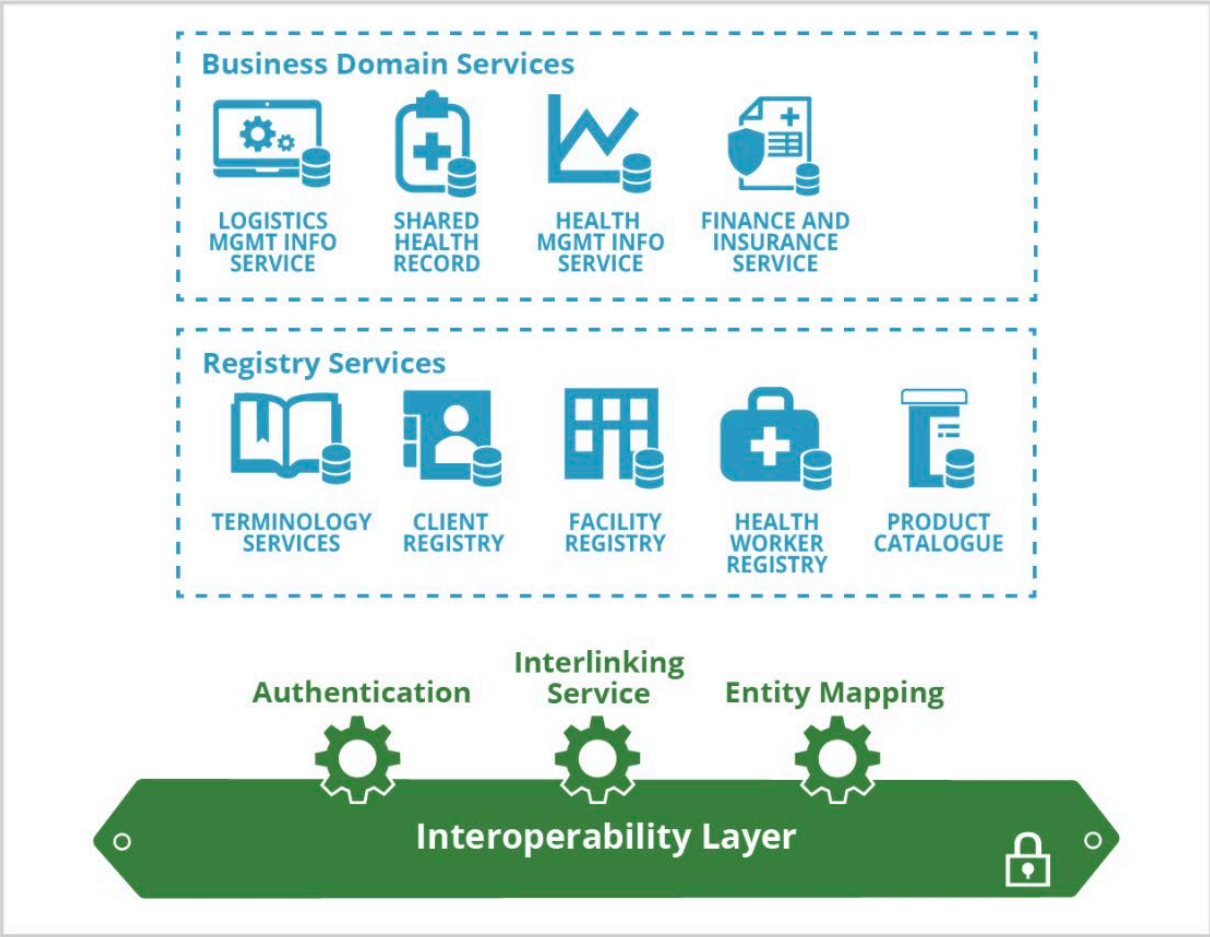 Business Domain Services
LOGISTICS
MGMT INFO
SERVICE
SHARED
HEALTH
RECORD
HEALTH
MGMT INFO
SERVICE
FINANCE AND
INSURANCE
SERVICE
Registry Services
TERMINOLOGY
SERVICES
CLIENT
REGISTRY
FACILITY
REGISTRY
HEALTH
WORKER
REGISTRY
PRODUCT
CATALOGUE
Authentication
Interlinking
Service
Entity Mapping
Interoperability Layer